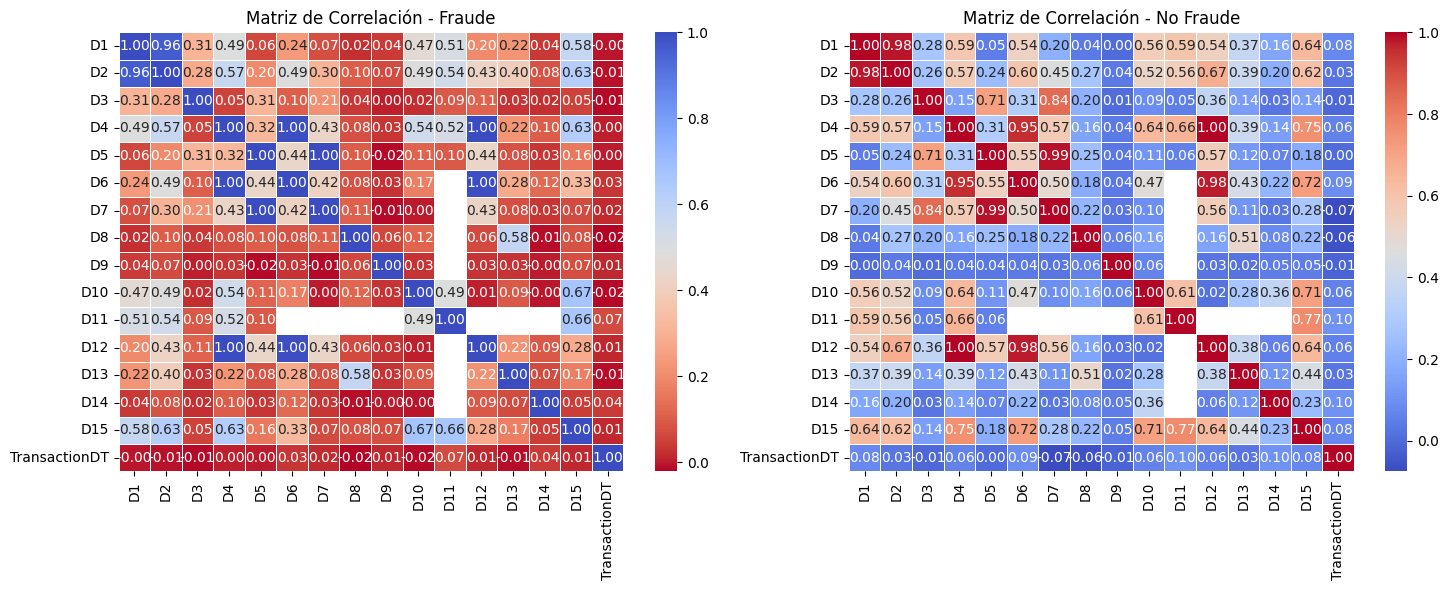 Matriz de Correlación - Fraude
D1 1.00 0.96 0.31 0.49 0.06 0.24 0.07 0.02 0.04 0.47 0.51 0.20 0.22 0.04 0.58 -0.00
D2 0.96 1.00 0.28 0.57 0.20 0.49 0.30 0.10 0.07 0.49 0.54 0.43 0.40 0.08 0.63 -0.01
D3 0.31 0.28 1.00 0.05 0.31 0.10 0.21 0.04 0.00 0.02 0.09 0.11 0.03 0.02 0.05 -0.01
D4 0.49 0.57 0.05 1.00 0.32 1.00 0.43 0.08 0.03 0.54 0.52 1.00 0.22 0.10 0.63 0.00
D5 0.06 0.20 0.31 0.32 1.00 0.44 1.00 0.10 -0.02 0.11 0.10 0.44 0.08 0.03 0.16 0.00
D6 0.24 0.49 0.10 1.00 0.44 1.00 0.42 0.08 0.03 0.17 1.00 0.28 0.12 0.33 0.03
D7 0.07 0.30 0.21 0.43 1.00 0.42 1.00 0.11 -0.01 0.00 0.43 0.08 0.03 0.07 0.02
D8 0.02 0.10 0.04 0.08 0.10 0.08 0.11 1.00 0.06 0.12 0.06 0.58 -0.01 0.08 -0.02
D9 0.04 0.07 0.00 0.03 -0.02 0.03 -0.01 0.06 1.00 0.03 0.03 0.03 -0.00 0.07 0.01
D10 0.47 0.49 0.02 0.54 0.11 0.17 0.00 0.12 0.03 1.00 0.49 0.01 0.09 -0.00 0.67 -0.02
D11 0.51 0.54 0.09 0.52 0.10 0.49 1.00 0.66 0.07
D12 0.20 0.43 0.11 1.00 0.44 1.00 0.43 0.06 0.03 0.01 1.00 0.22 0.09 0.28 0.01
D13 0.22 0.40 0.03 0.22 0.08 0.28 0.08 0.58 0.03 0.09 0.22 1.00 0.07 0.17 -0.01
D14 0.04 0.08 0.02 0.10 0.03 0.12 0.03 -0.01 -0.00 -0.00 0.09 0.07 1.00 0.05 0.04
D15 0.58 0.63 0.05 0.63 0.16 0.33 0.07 0.08 0.07 0.67 0.66 0.28 0.17 0.05 1.00 0.01
TransactionDT -0.00 -0.01 -0.01 0.00 0.00 0.03 0.02 -0.02 0.01 -0.02 0.07 0.01 -0.01 0.04 0.01 1.00
D1 D2 D3 D4 D5 D6 D7 D8 D9 D10 D11 D12 D13 D14 D15 TransactionDT
1.0
0.8
0.6
0.4
0.2
0.0
Matriz de Correlación - No Fraude
D1 1.00 0.98 0.28 0.59 0.05 0.54 0.20 0.04 0.00 0.56 0.59 0.54 0.37 0.16 0.64 0.08
D2 0.98 1.00 0.26 0.57 0.24 0.60 0.45 0.27 0.04 0.52 0.56 0.67 0.39 0.20 0.62 0.03
D3 0.28 0.26 1.00 0.15 0.71 0.31 0.84 0.20 0.01 0.09 0.05 0.36 0.14 0.03 0.14 -0.01
D4 0.59 0.57 0.15 1.00 0.31 0.95 0.57 0.16 0.04 0.64 0.66 1.00 0.39 0.14 0.75 0.06
D5 0.05 0.24 0.71 0.31 1.00 0.55 0.99 0.25 0.04 0.11 0.06 0.57 0.12 0.07 0.18 0.00
D6 0.54 0.60 0.31 0.95 0.55 1.00 0.50 0.18 0.04 0.47 0.98 0.43 0.22 0.72 0.09
D7 0.20 0.45 0.84 0.57 0.99 0.50 1.00 0.22 0.03 0.10 0.56 0.11 0.03 0.28 -0.07
D8 0.04 0.27 0.20 0.16 0.25 0.18 0.22 1.00 0.06 0.16 0.16 0.51 0.08 0.22 -0.06
D9 0.00 0.04 0.01 0.04 0.04 0.04 0.03 0.06 1.00 0.06 0.03 0.02 0.05 0.05 -0.01
D10 0.56 0.52 0.09 0.64 0.11 0.47 0.10 0.16 0.06 1.00 0.61 0.02 0.28 0.36 0.71 0.06
D11 0.59 0.56 0.05 0.66 0.06 0.61 1.00 0.77 0.10
D12 0.54 0.67 0.36 1.00 0.57 0.98 0.56 0.16 0.03 0.02 1.00 0.38 0.06 0.64 0.06
D13 0.37 0.39 0.14 0.39 0.12 0.43 0.11 0.51 0.02 0.28 0.38 1.00 0.12 0.44 0.03
D14 0.16 0.20 0.03 0.14 0.07 0.22 0.03 0.08 0.05 0.36 0.06 0.12 1.00 0.23 0.10
D15 0.64 0.62 0.14 0.75 0.18 0.72 0.28 0.22 0.05 0.71 0.77 0.64 0.44 0.23 1.00 0.08
TransactionDT 0.08 0.03 -0.01 0.06 0.00 0.09 -0.07 -0.06 -0.01 0.06 0.10 0.06 0.03 0.10 0.08 1.00
D1 D2 D3 D4 D5 D6 D7 D8 D9 D10 D11 D12 D13 D14 D15 TransactionDT
1.0
0.8
0.6
0.4
0.2
0.0